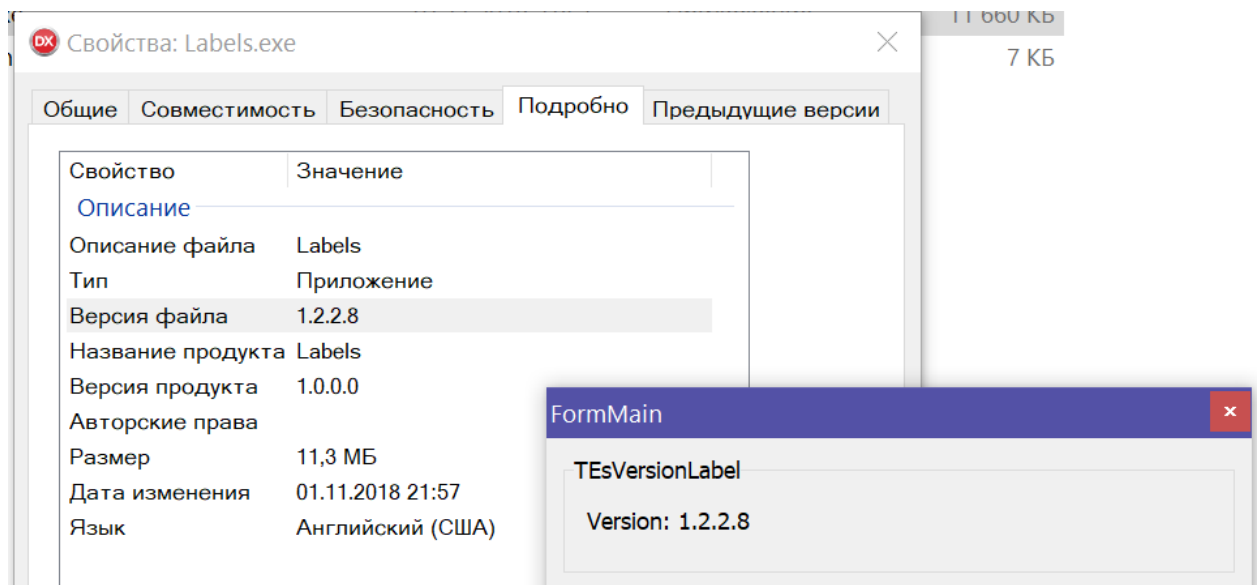 11 660 КБ
DX Свойства: Labels.exe
7 КБ
Общие Совместимость Безопасность Подробно Предыдущие версии
Свойство Значение
Описание
Описание файла Labels
Тип Приложение
Версия файла 1.2.2.8
Название продукта Labels
Версия продукта 1.0.0.0
Авторские права
Размер 11,3 МБ
Дата изменения 01.11.2018 21:57
Язык Английский (США)
FormMain
TEsVersionLabel
Version: 1.2.2.8